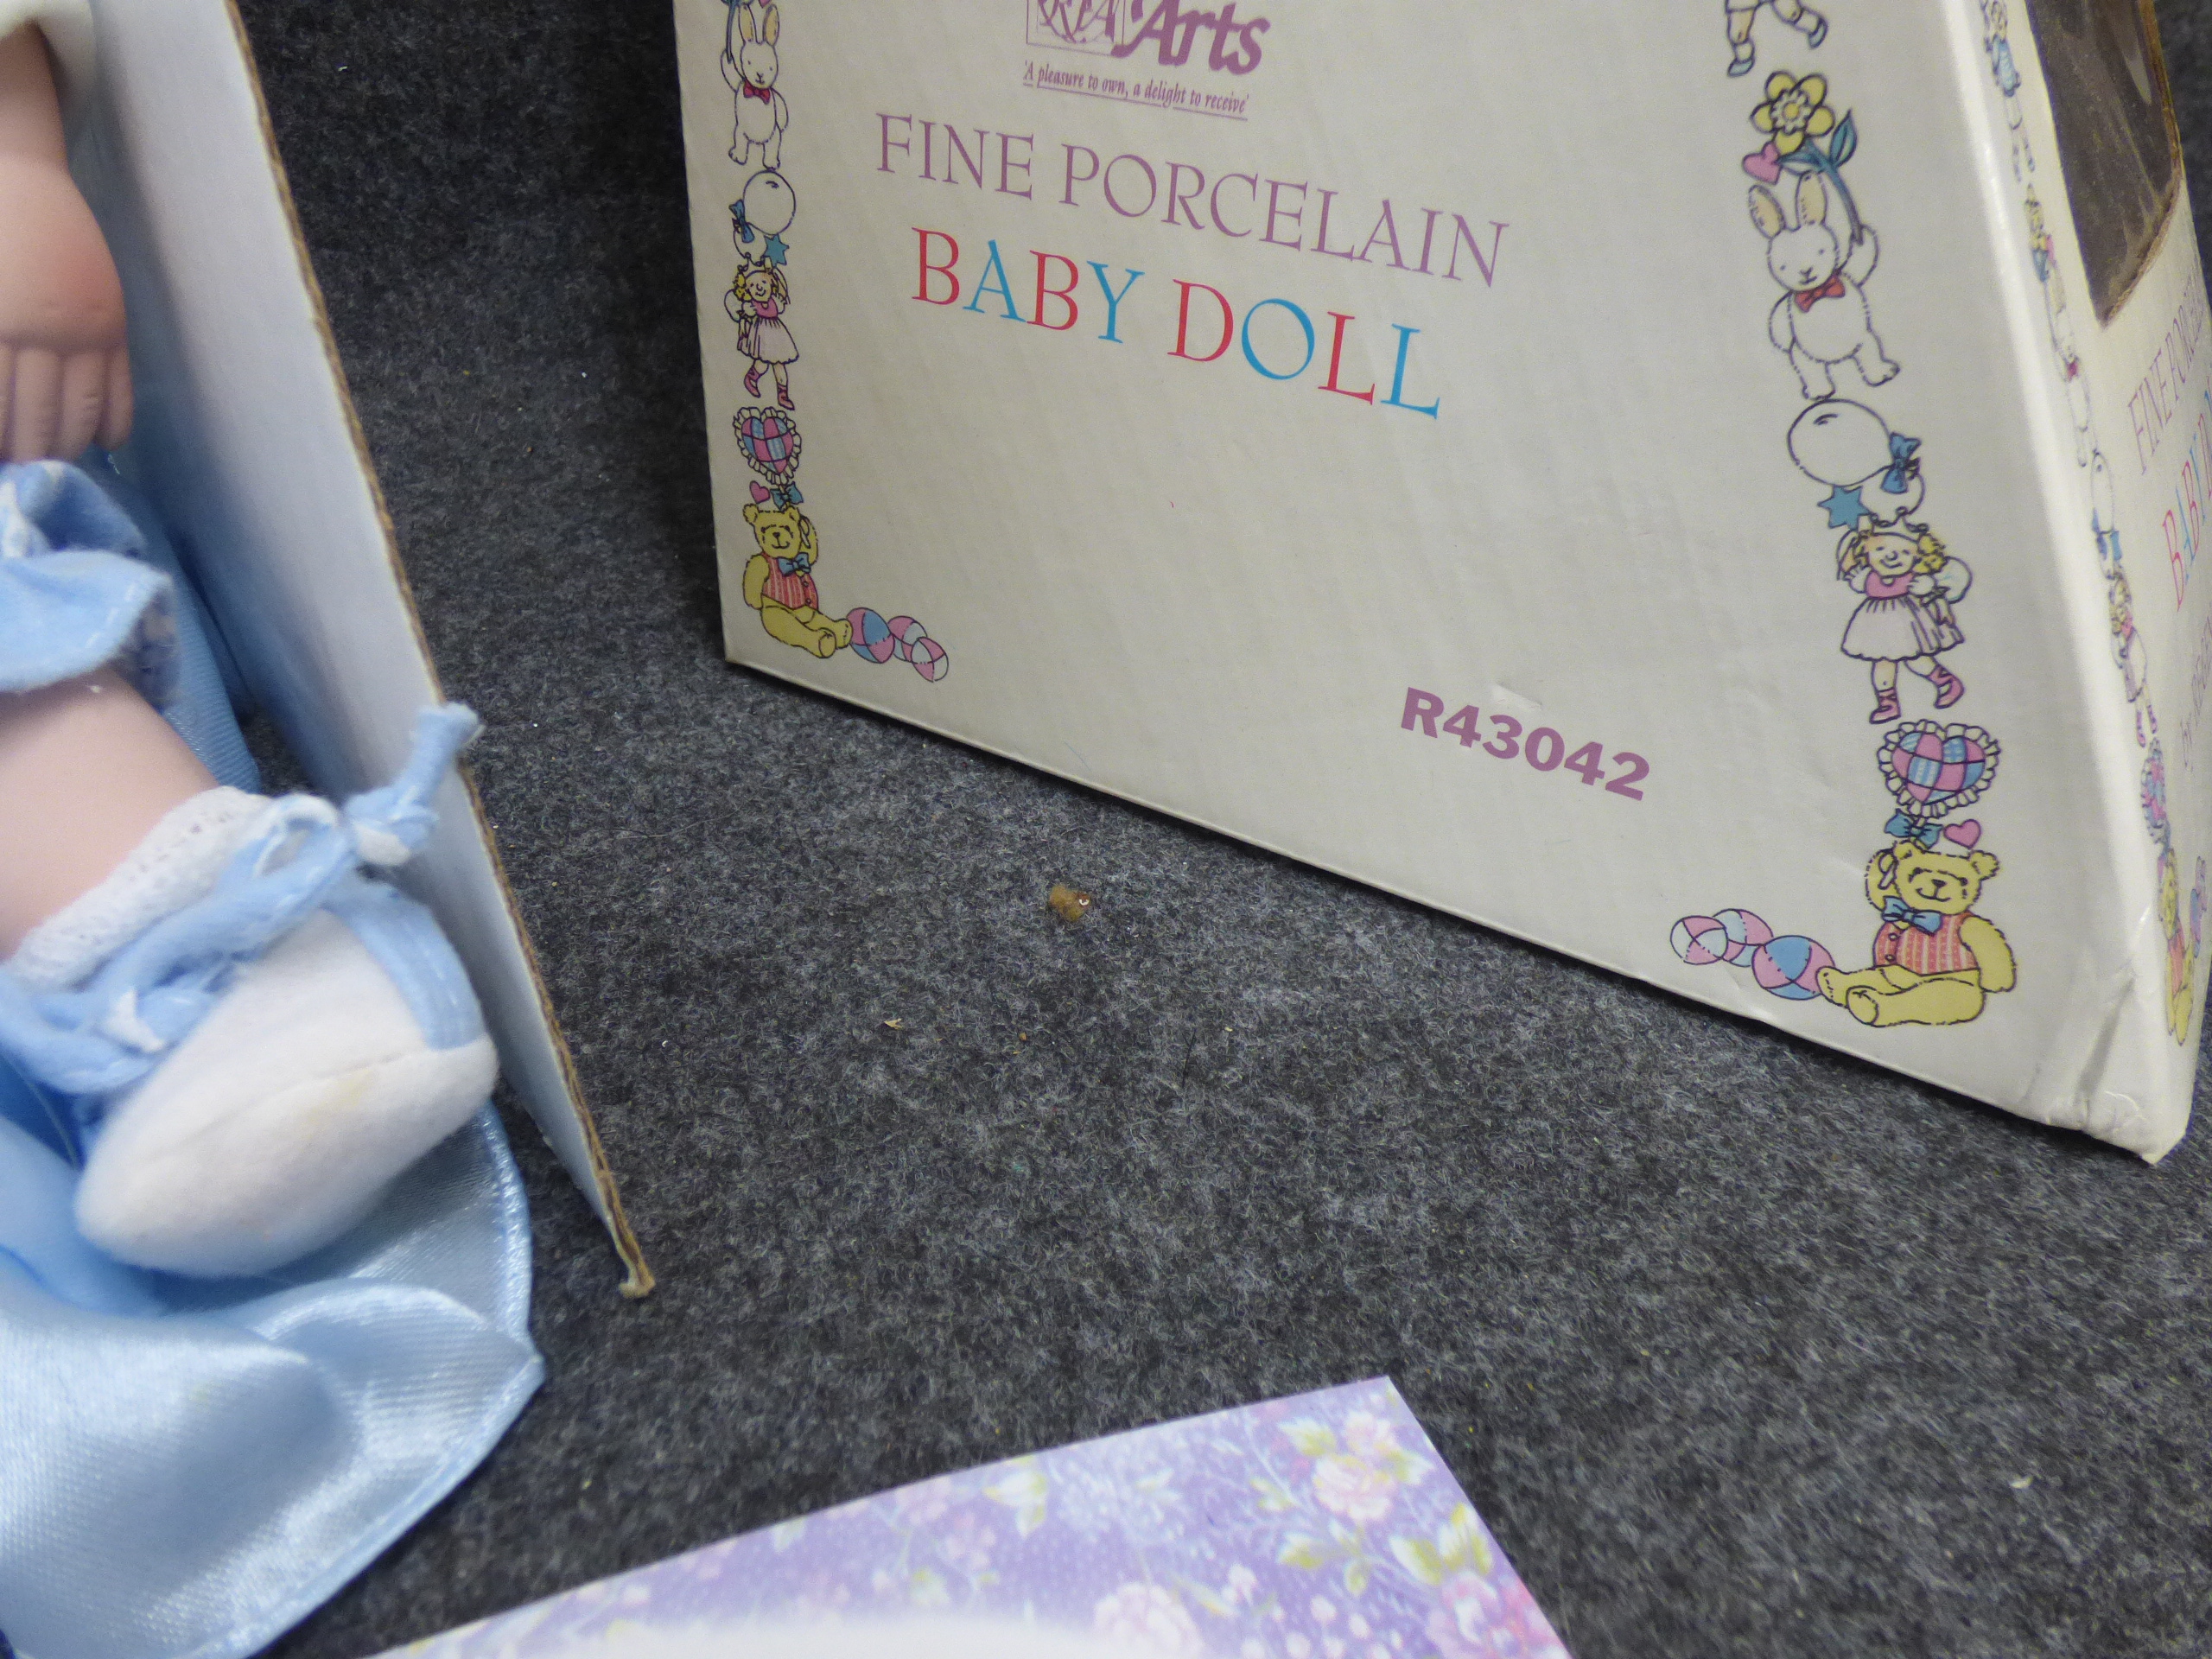 Arts
'A pleasure to own, a delight to receive'
FINE PORCELAIN
BABY DOLL
R43042